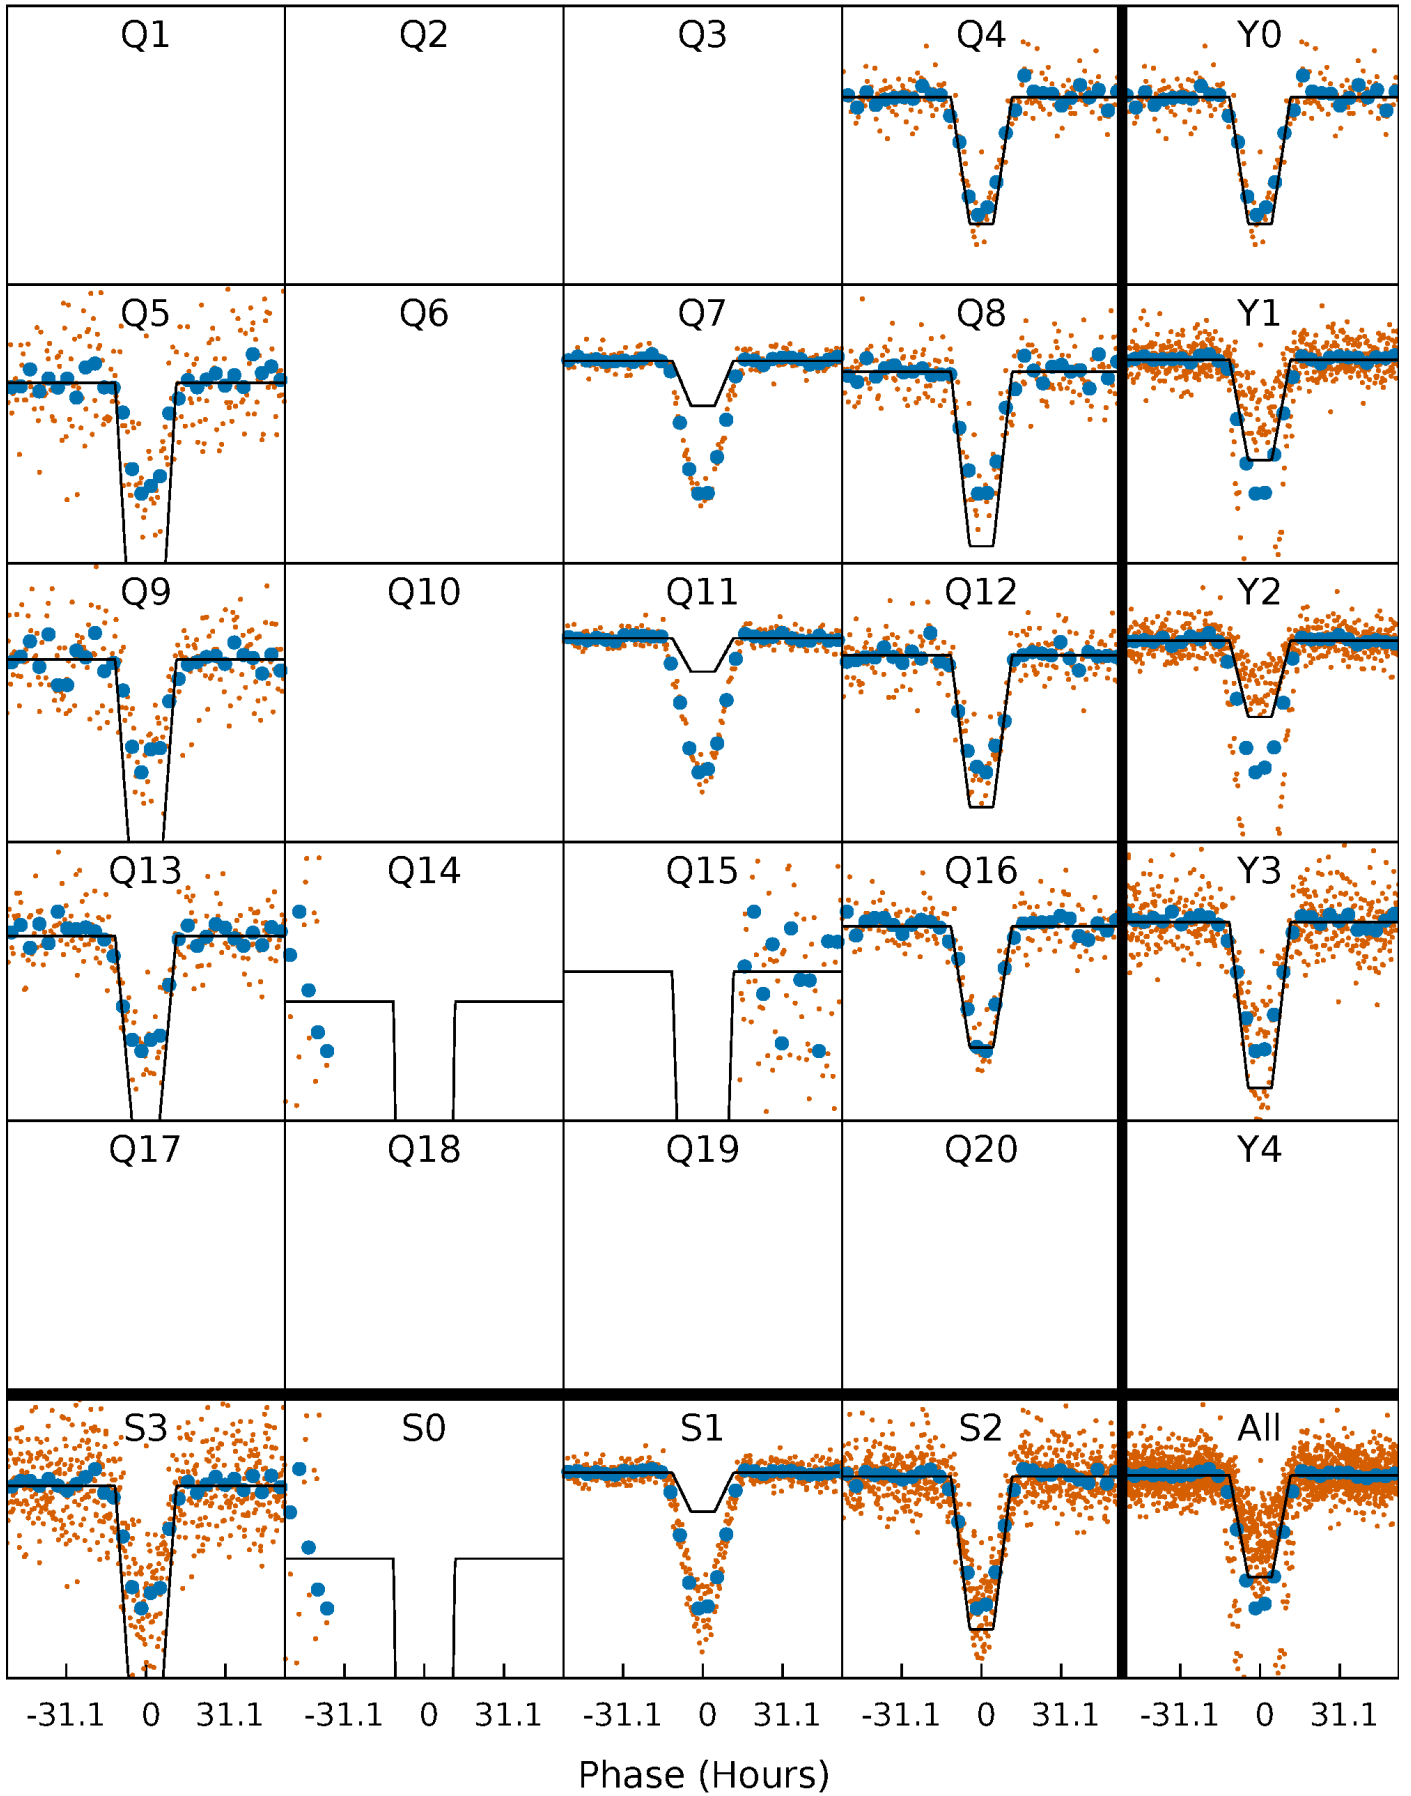 Q1 Q2 Q3 Q4 Y0
Q5 Q6 Q7 Q8 Y1
Q9 Q10 Q11 Q12 Y2
Q13 Q14 Q15 Q16 Y3
Q17 Q18 Q19 Q20 Y4
S3 S0 S1 S2 All
-31.1 0 31.1 -31.1 0 31.1 -31.1 0 31.1 -31.1 0 31.1 -31.1 0 31.1
Phase (Hours)